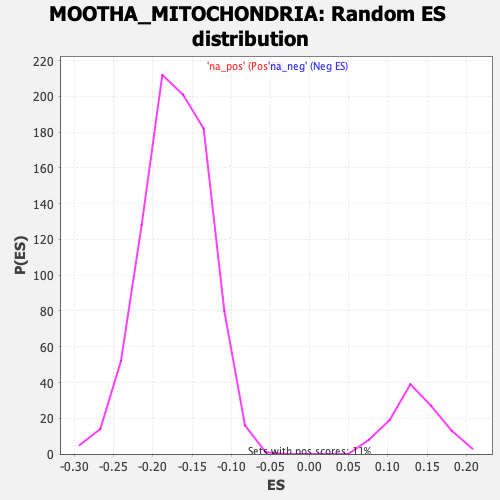 MOOTHA_MITOCHONDRIA: Random ES
distribution
'na_pos' (Pos'na_neg' (Neg ES)
220
200
180
160
140
120
100
80
60
40
20
0
P(ES)
Sets with pos scores: 11%
-0.30 -0.25 -0.20 -0.15 -0.10 -0.05 0.00 0.05 0.10 0.15 0.20
ES